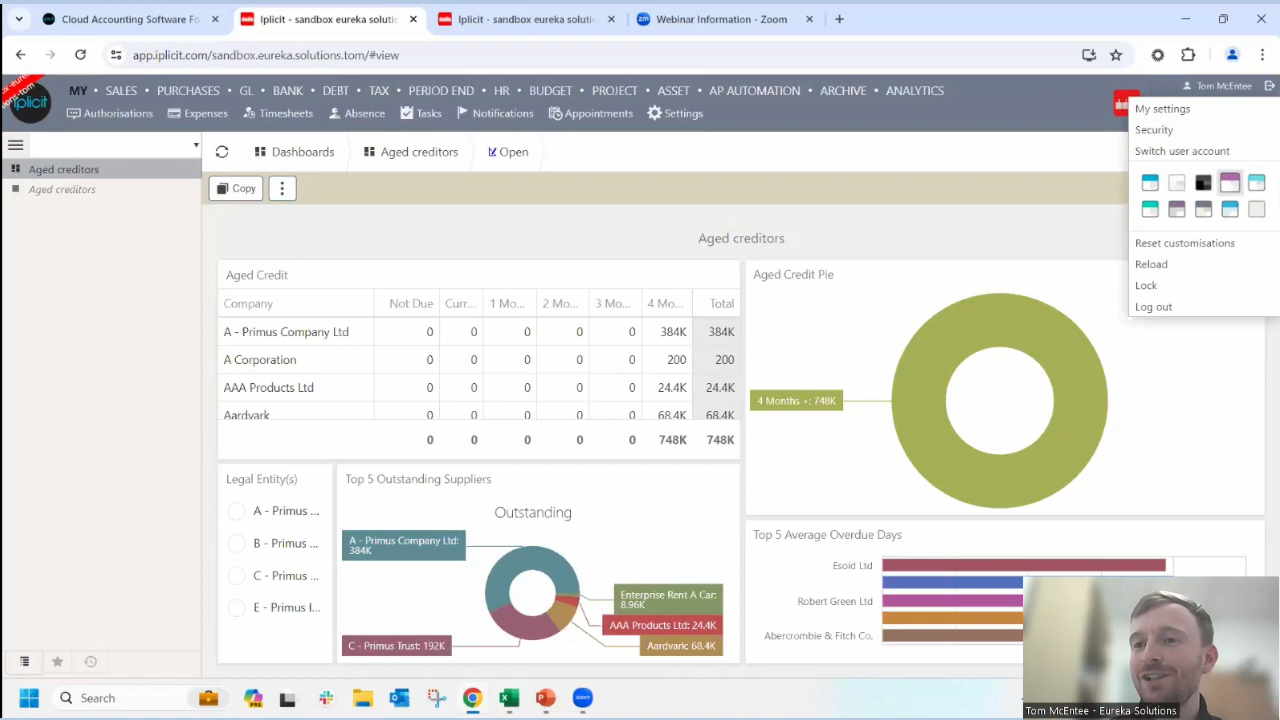 Cloud Accounting Software Fo
Iplicit - sandbox eureka solutio
Iplicit - sandbox eureka solutio
zm
Webinar Information - Zoom
app.iplicit.com/sandbox.eureka.solutions.tom/#view
iplicit
MY • SALES • PURCHASES • GL • BANK • DEBT • TAX • PERIOD END • HR • BUDGET • PROJECT • ASSET • AP AUTOMATION • ARCHIVE • ANALYTICS
Tom McEntee
Authorisations
Expenses
Timesheets
Absence
Tasks
Notifications
Appointments
Settings
My settings
Security
Switch user account
Reset customisations
Reload
Lock
Log out
Aged creditors
Aged creditors
Dashboards
Aged creditors
Open
Copy
Aged creditors
Aged Credit
Company Not Due Curr... 1 Mo... 2 Mo... 3 Mo... 4 Mo... Total
A - Primus Company Ltd 0 0 0 0 0 384K 384K
A Corporation 0 0 0 0 0 200 200
AAA Products Ltd 0 0 0 0 0 24.4K 24.4K
Aardvark 0 0 0 0 0 68.4K 68.4K
0 0 0 0 0 748K 748K
Aged Credit Pie
4 Months +: 748K
Legal Entity(s)
A - Primus ...
B - Primus ...
C - Primus ...
E - Primus I...
Top 5 Outstanding Suppliers
Outstanding
A - Primus Company Ltd:
384K
Enterprise Rent A Car:
8.96K
AAA Products Ltd: 24.4K
Aardvark: 68.4K
C - Primus Trust: 192K
Top 5 Average Overdue Days
Esoid Ltd
Robert Green Ltd
Abercrombie & Fitch Co.
Search
zoom
Tom McEntee - Eureka Solutions